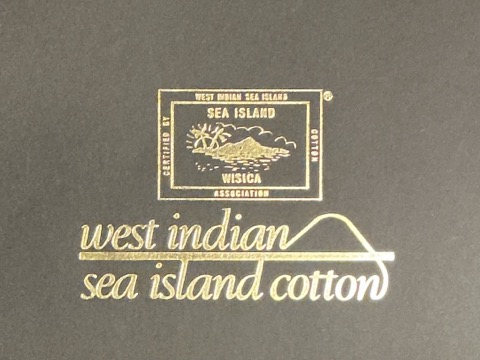 WEST INDIAN SEA ISLAND
®
SEA ISLAND
CERTIFIED BY
COTTON
WISICA
ASSOCIATION
west indian
sea island cotton